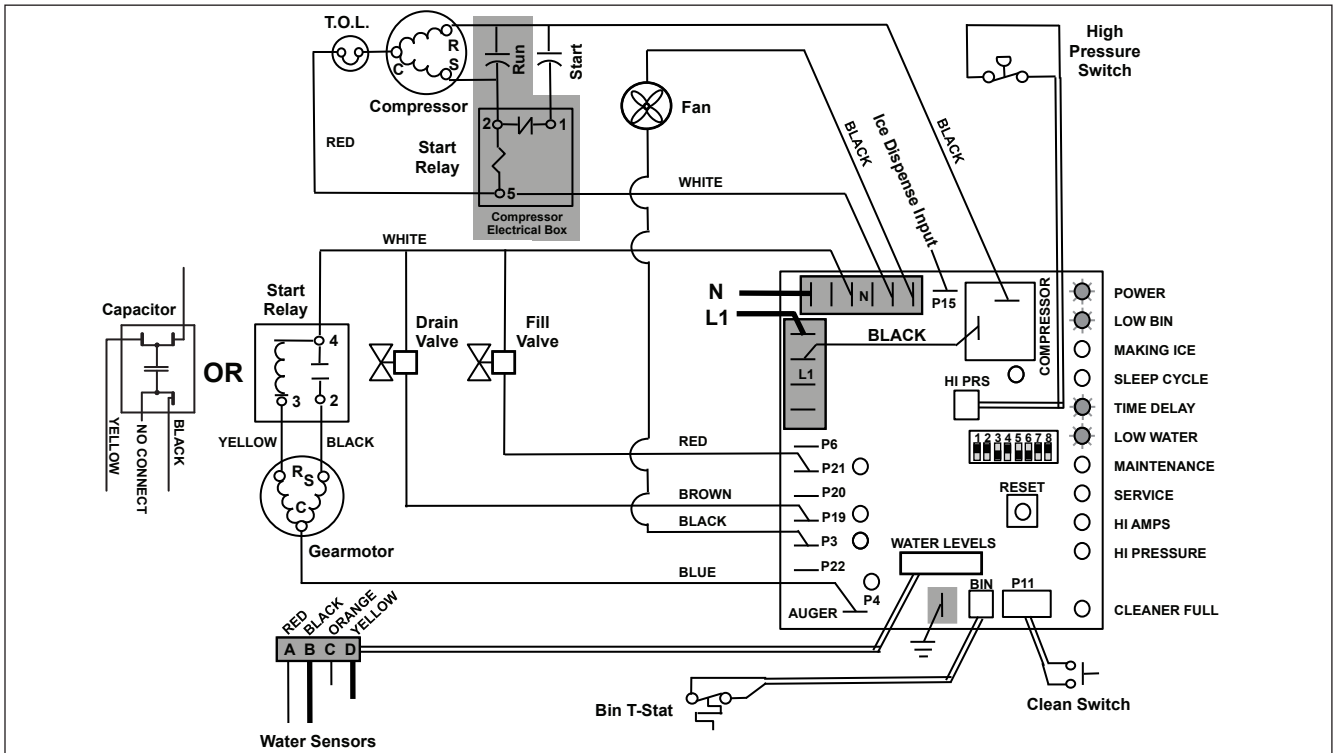 T.O.L.
R
S
C
Compressor
Run
Start
Fan
High
Pressure
Switch
RED
2
1
Start
Relay
5
Compressor
Electrical Box
WHITE
BLACK
Ice Dispense Input
BLACK
WHITE
Capacitor
YELLOW
NO CONNECT
BLACK
OR
Start
Relay
4
3
2
YELLOW
BLACK
R
S
C
Gearmotor
Drain
Valve
Fill
Valve
N
L1
N
P15
BLACK
L1
COMPRESSOR
HI PRS
1 2 3 4 5 6 7 8
RESET
POWER
LOW BIN
MAKING ICE
SLEEP CYCLE
TIME DELAY
LOW WATER
MAINTENANCE
SERVICE
HI AMPS
HI PRESSURE
CLEANER FULL
RED
P6
P21
P20
BROWN
P19
BLACK
P3
P22
BLUE
P4
AUGER
WATER LEVELS
BIN
P11
RED
BLACK
ORANGE
YELLOW
A B C D
Water Sensors
Bin T-Stat
Clean Switch